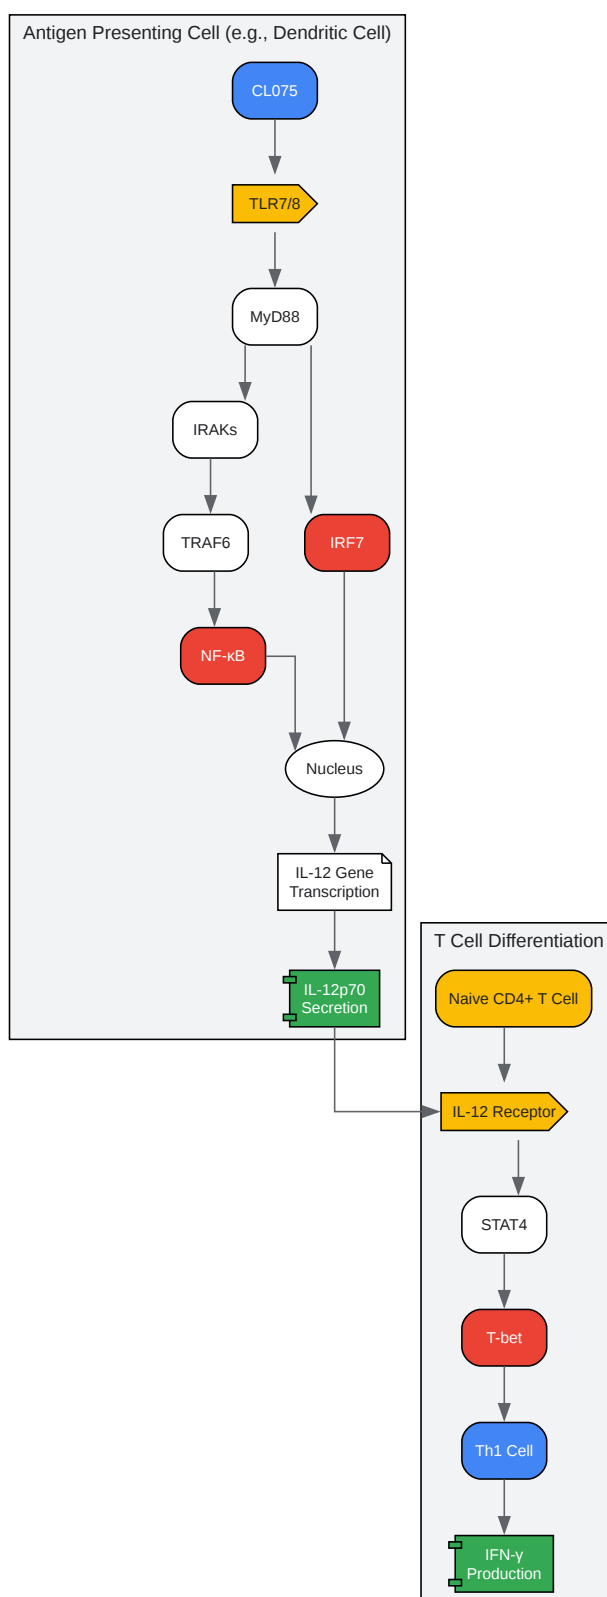 Antigen Presenting Cell (e.g., Dendritic Cell)
CL075
TLR7/8
MyD88
IRAKs
TRAF6
IRF7
NF-κB
Nucleus
IL-12 Gene
Transcription
IL-12p70
Secretion
T Cell Differentiation
Naive CD4+ T Cell
IL-12 Receptor
STAT4
T-bet
Th1 Cell
IFN-γ
Production